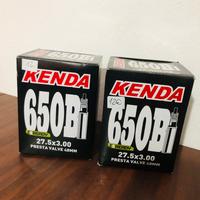 KENDA
650B
27.5x3.00
PRESTA VALVE 48MM
KENDA
650B
27.5x3.00
PRESTA VALVE 48MM